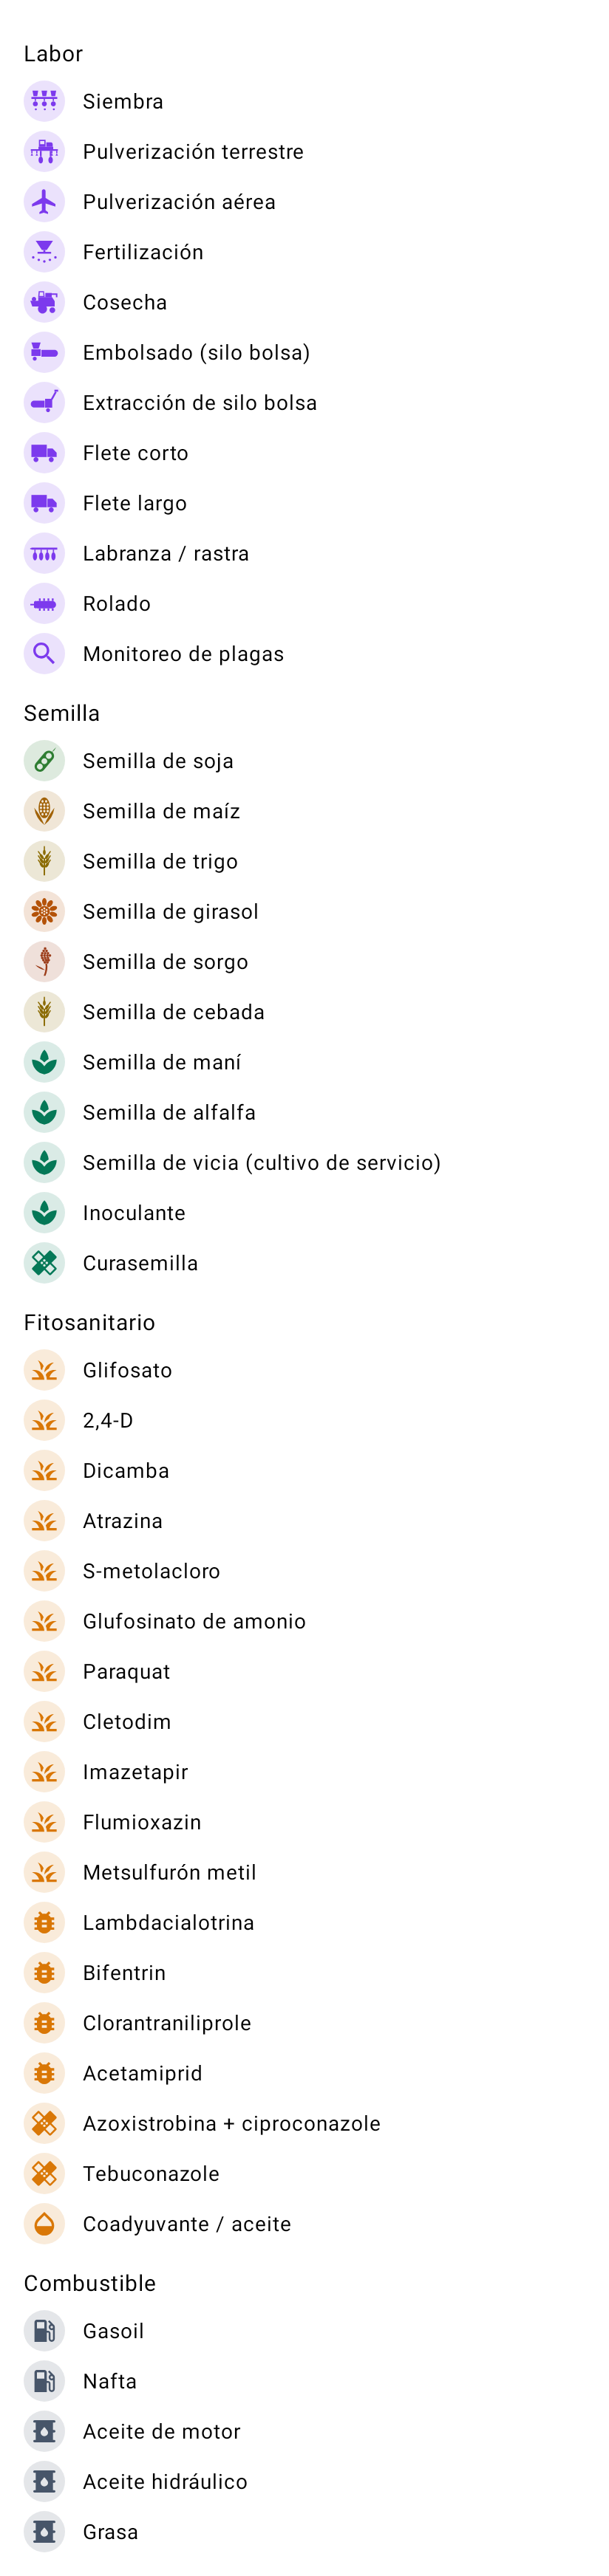 Labor
Siembra
Pulverización terrestre
Pulverización aérea
Fertilización
Cosecha
Embolsado (silo bolsa)
Extracción de silo bolsa
Flete corto
Flete largo
Labranza / rastra
Rolado
Monitoreo de plagas
Semilla
Semilla de soja
Semilla de maíz
Semilla de trigo
Semilla de girasol
Semilla de sorgo
Semilla de cebada
Semilla de maní
Semilla de alfalfa
Semilla de vicia (cultivo de servicio)
Inoculante
Curasemilla
Fitosanitario
Glifosato
2,4-D
Dicamba
Atrazina
S-metolacloro
Glufosinato de amonio
Paraquat
Cletodim
Imazetapir
Flumioxazin
Metsulfurón metil
Lambdacialotrina
Bifentrin
Clorantraniliprole
Acetamiprid
Azoxistrobina + ciproconazole
Tebuconazole
Coadyuvante / aceite
Combustible
Gasoil
Nafta
Aceite de motor
Aceite hidráulico
Grasa